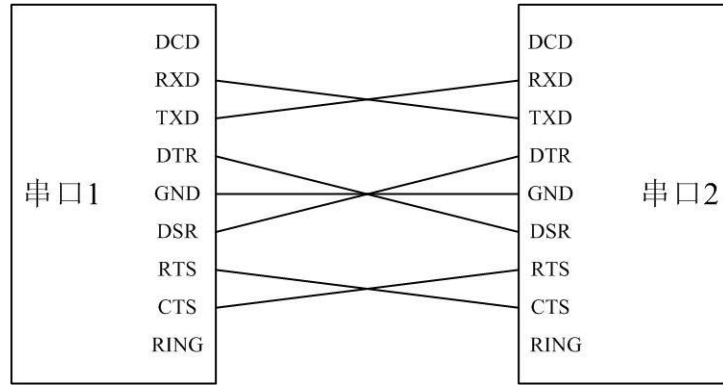 DCD DCD
RXD RXD
TXD TXD
DTR DTR
串口1 GND GND 串口2
DSR DSR
RTS RTS
CTS CTS
RING RING